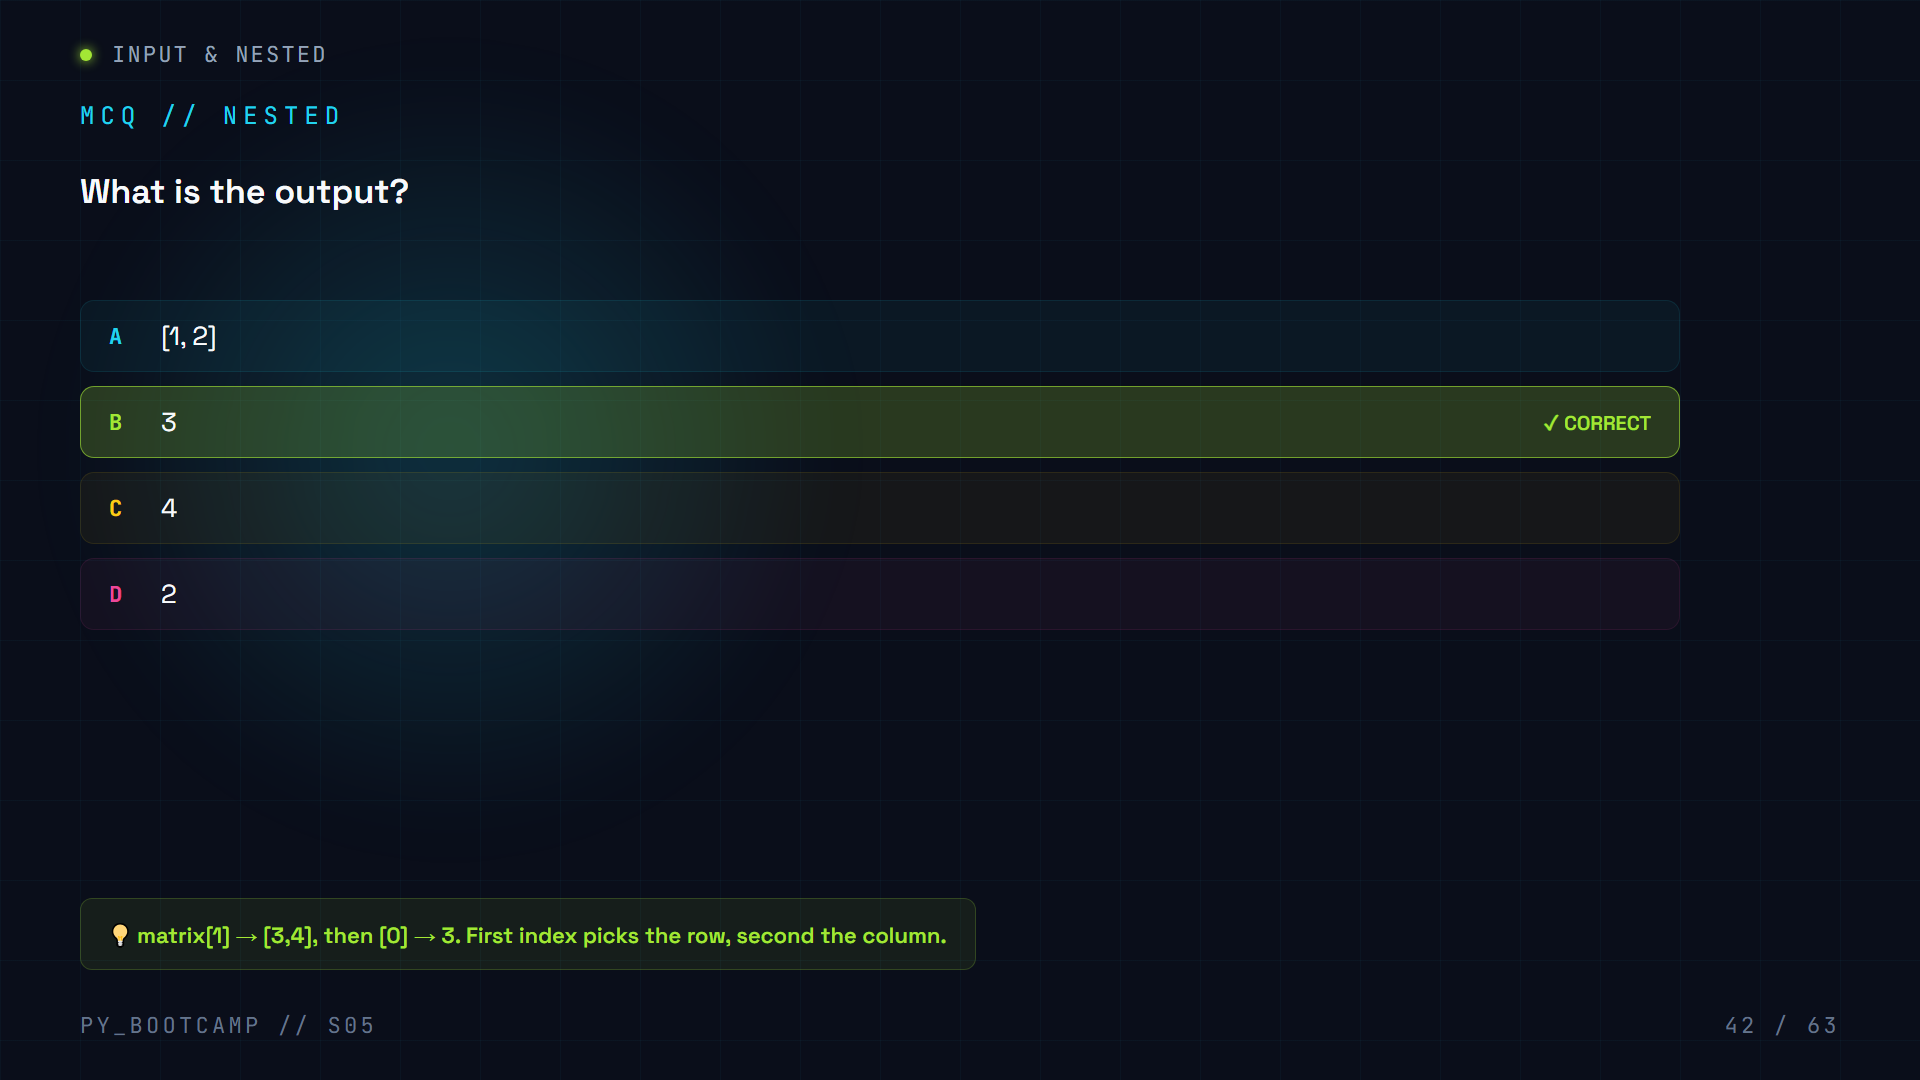 INPUT & NESTED
MCQ // NESTED
What is the output?
A [1, 2]
B 3 ✓ CORRECT
C 4
D 2
💡 matrix[1] → [3,4], then [0] → 3. First index picks the row, second the column.
PY_BOOTCAMP // S05
42 / 63